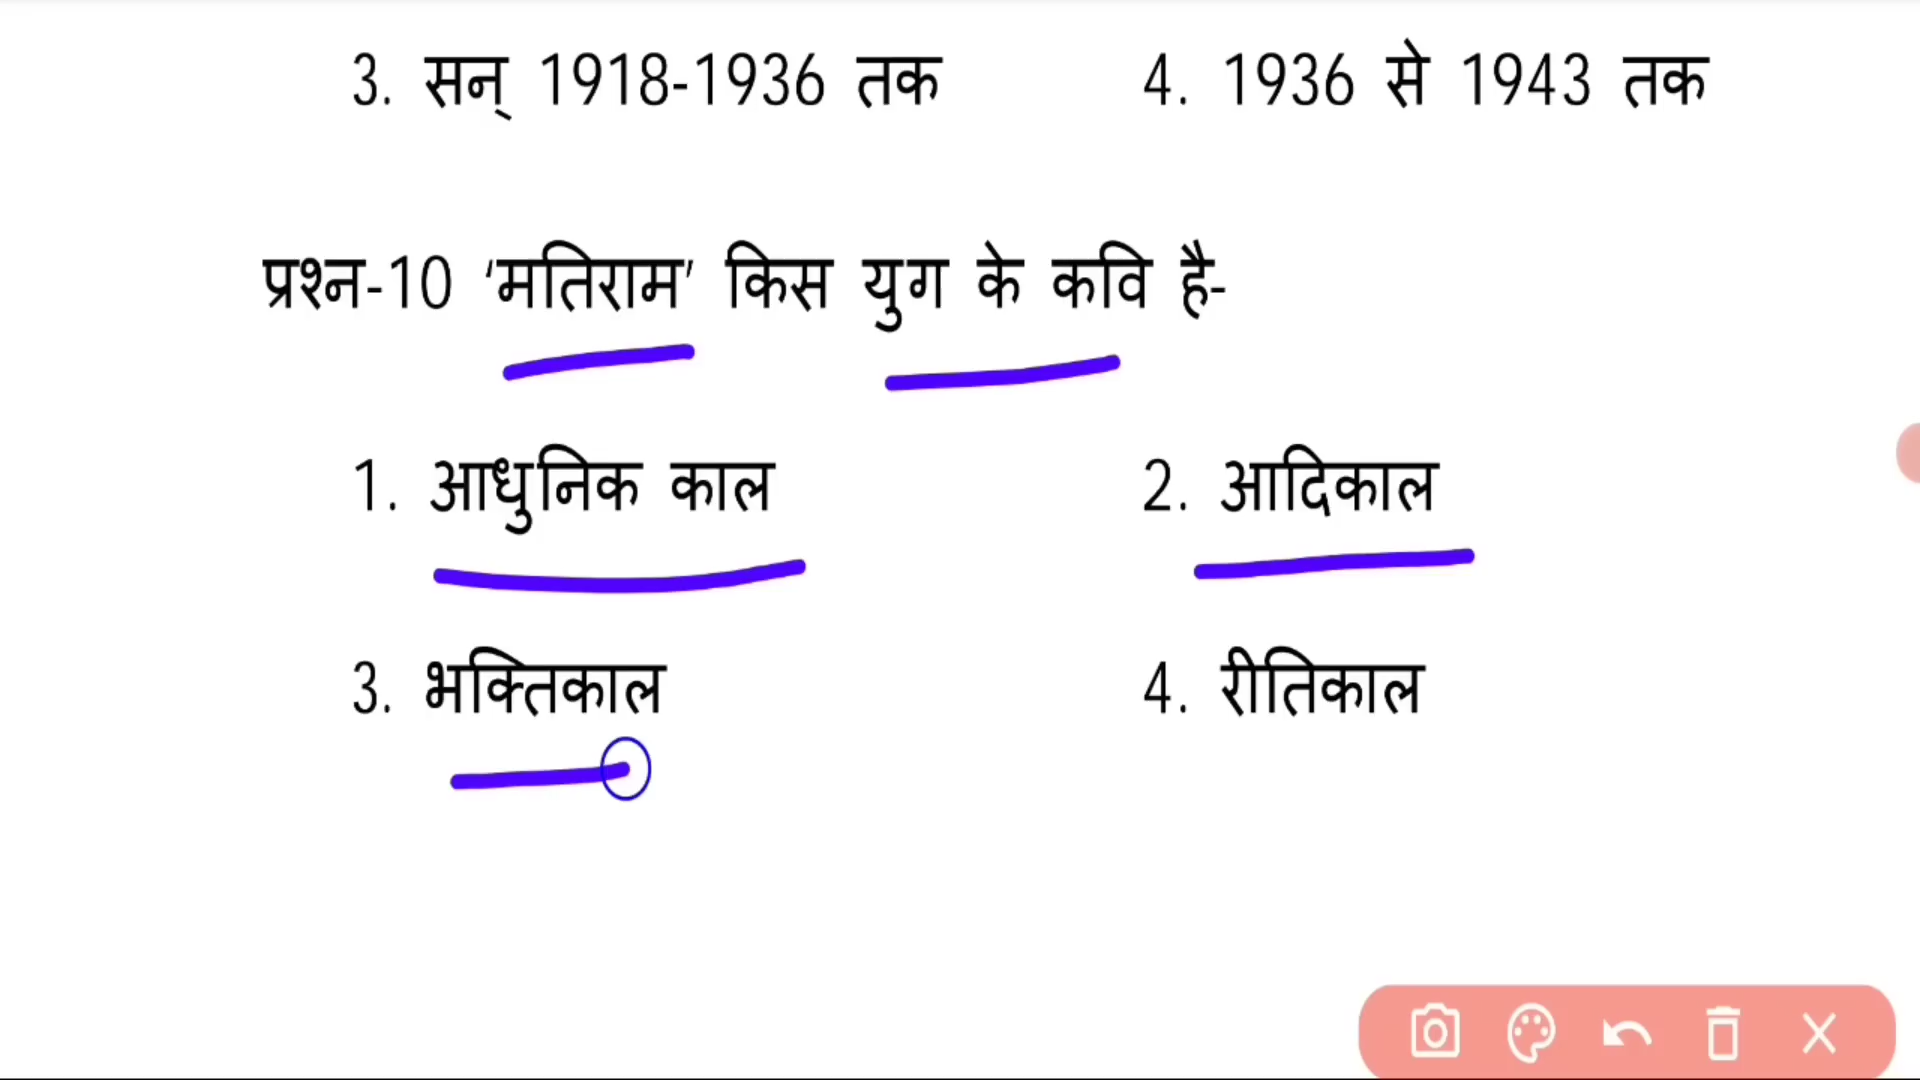 3. सन् 1918-1936 तक 4. 1936 से 1943 तक
प्रश्न-10 ‘मतिराम’ किस युग के कवि है-
1. आधुनिक काल 2. आदिकाल
3. भक्तिकाल 4. रीतिकाल